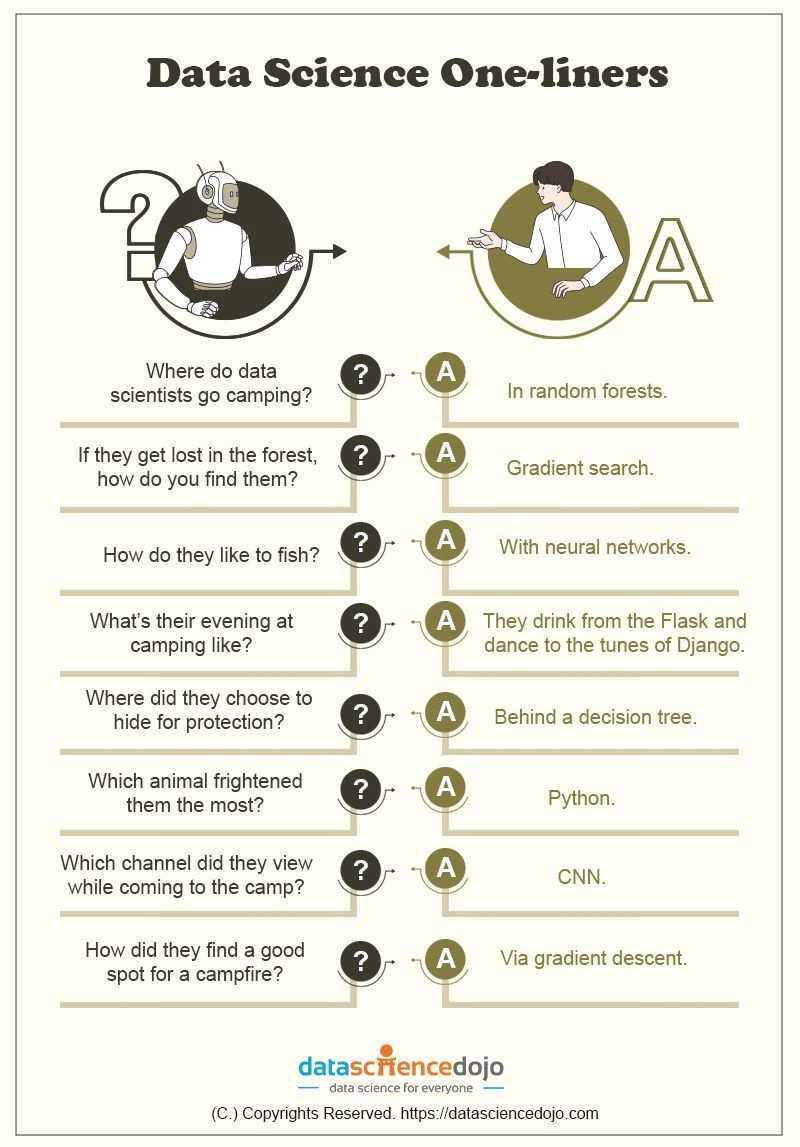 Data Science One-liners
?
A
Where do data
scientists go camping?
?
A
In random forests.
If they get lost in the forest,
how do you find them?
?
A
Gradient search.
How do they like to fish?
?
A
With neural networks.
What's their evening at
camping like?
?
A
They drink from the Flask and
dance to the tunes of Django.
Where did they choose to
hide for protection?
?
A
Behind a decision tree.
Which animal frightened
them the most?
?
A
Python.
Which channel did they view
while coming to the camp?
?
A
CNN.
How did they find a good
spot for a campfire?
?
A
Via gradient descent.
datasciencedojo
data science for everyone
(C.) Copyrights Reserved. https://datasciencedojo.com